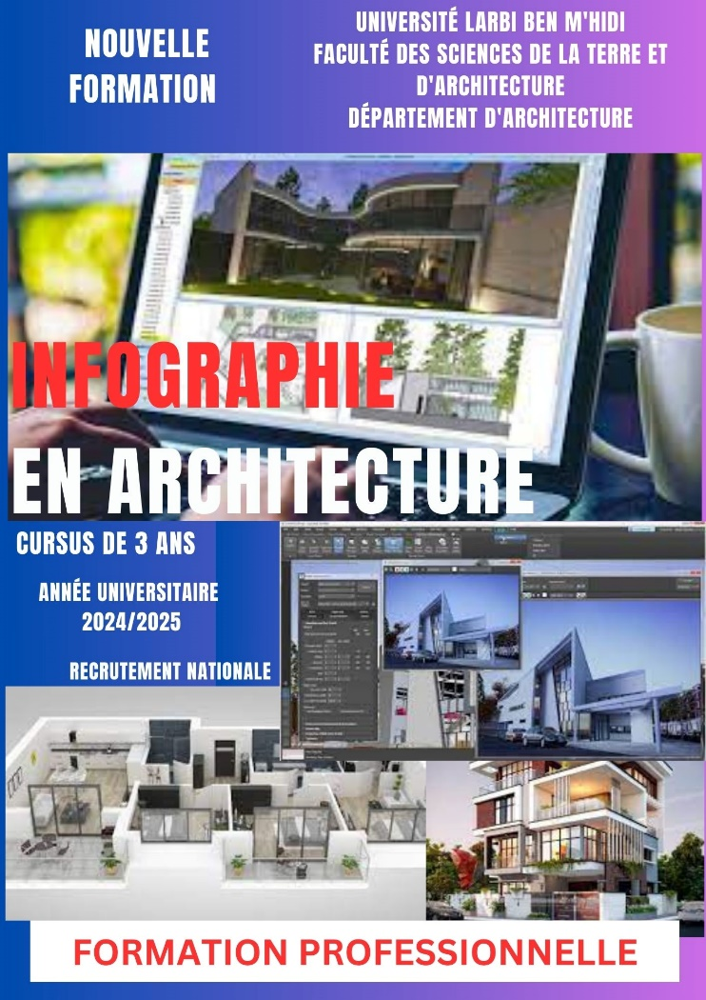 NOUVELLE
FORMATION
UNIVERSITÉ LARBI BEN M'HIDI
FACULTÉ DES SCIENCES DE LA TERRE ET
D'ARCHITECTURE
DÉPARTEMENT D'ARCHITECTURE
INFOGRAPHIE
EN ARCHITECTURE
CURSUS DE 3 ANS
ANNÉE UNIVERSITAIRE
2024/2025
RECRUTEMENT NATIONALE
FORMATION PROFESSIONNELLE